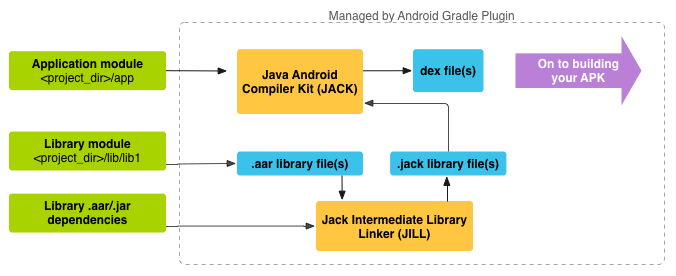 Managed by Android Gradle Plugin
Application module
<project_dir>/app
Java Android
Compiler Kit (JACK)
dex file(s)
On to building
your APK
Library module
<project_dir>/lib/lib1
.aar library file(s)
.jack library file(s)
Library .aar/.jar
dependencies
Jack Intermediate Library
Linker (JILL)